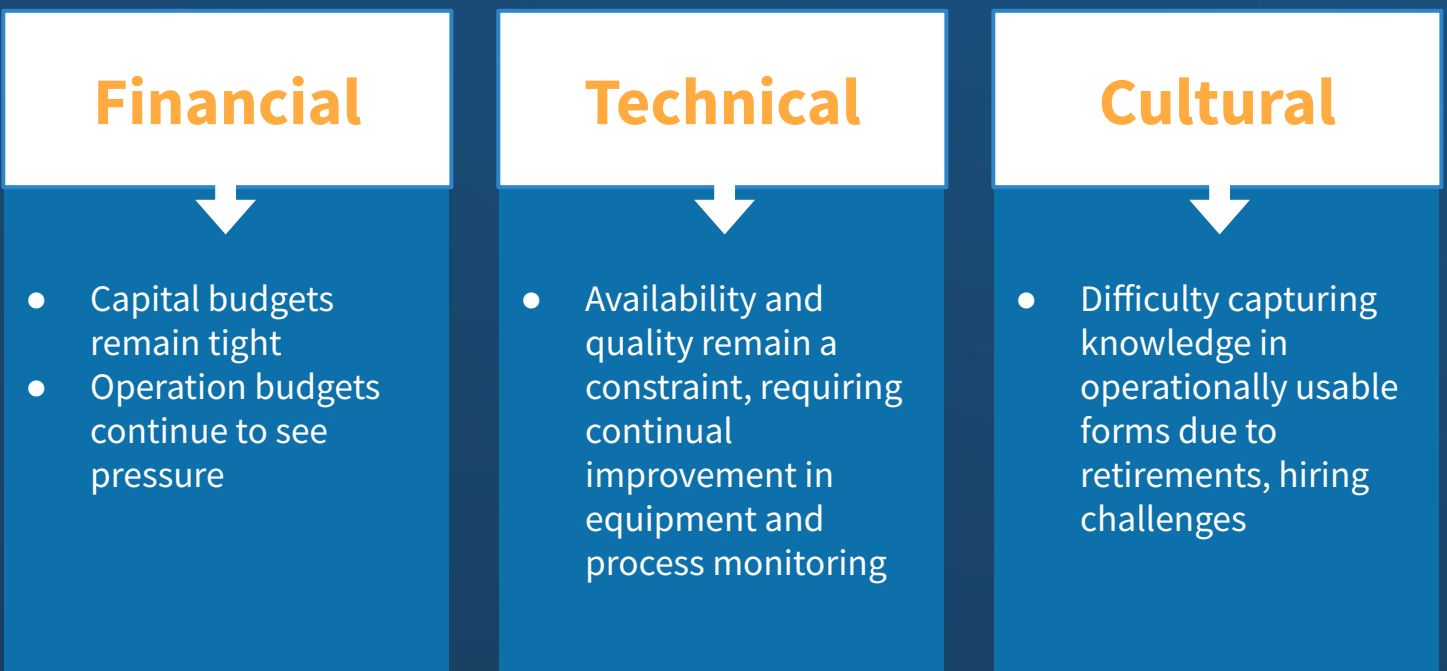 Financial
● Capital budgets
remain tight
● Operation budgets
continue to see
pressure
Technical
● Availability and
quality remain a
constraint, requiring
continual
improvement in
equipment and
process monitoring
Cultural
● Difficulty capturing
knowledge in
operationally usable
forms due to
retirements, hiring
challenges